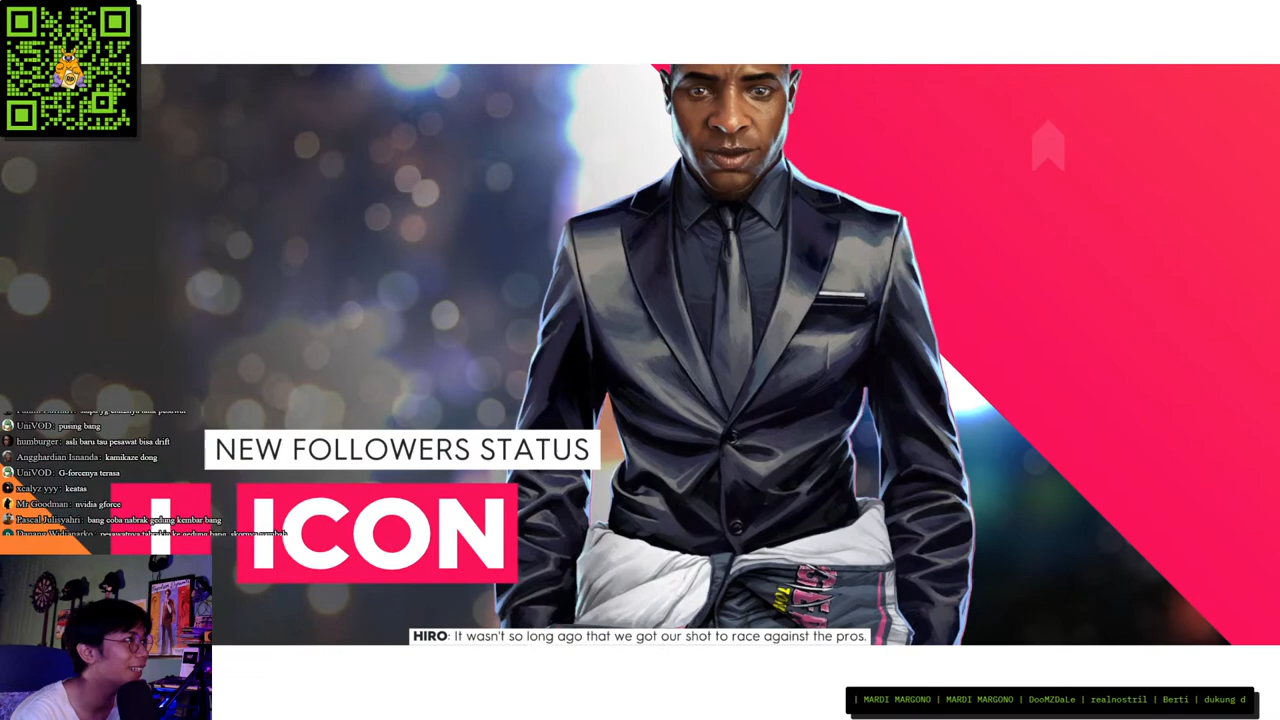 UniVOD: pusing bang
humburger: asli baru tau pesawat bisa drift
Angghardian Isnanda: kamikaze dong
UniVOD: G-forcenya terasa
xcalyz yyy: keatas
Mr Goodman: nvidia gforce
Pascal Julisyahri: bang coba nabrak gedung kembar bang
NEW FOLLOWERS STATUS
ICON
HIRO: It wasn't so long ago that we got our shot to race against the pros.
| MARDI MARGONO | MARDI MARGONO | DooMZDaLe | realnostril | Berti | dukung d